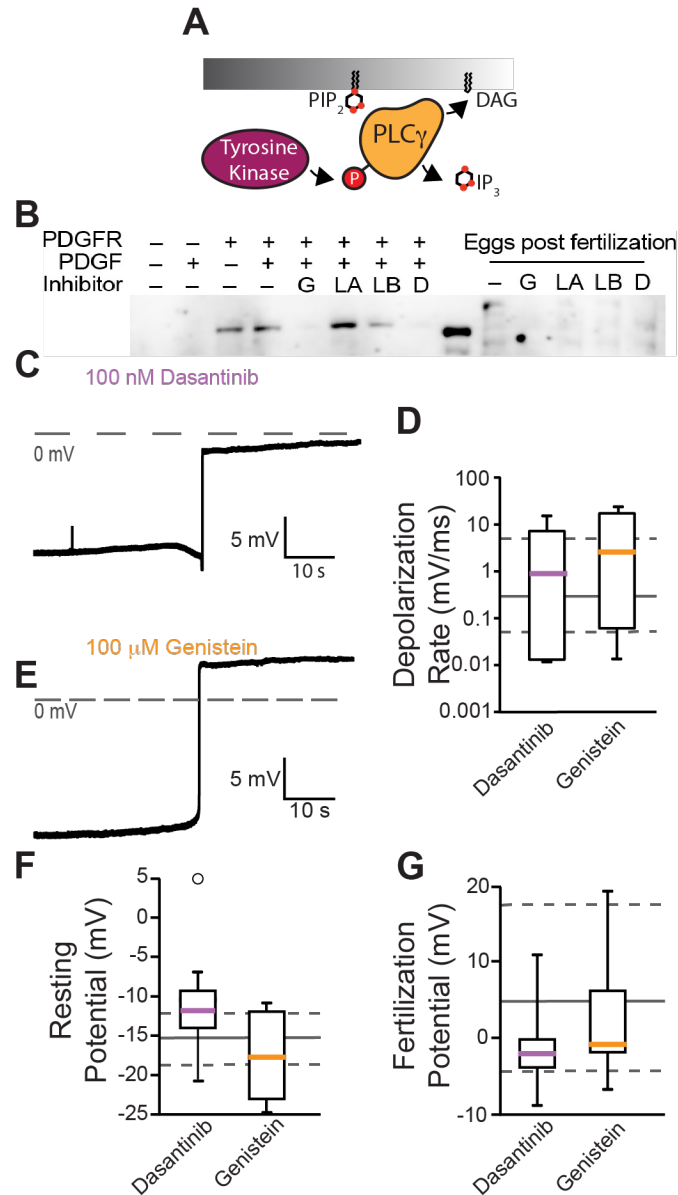 A
PIP2
DAG
PLCγ
Tyrosine
Kinase
P
IP3
B
PDGFR – – + + + + + +
PDGF – + – + + + + +
Inhibitor – – – – G LA LB D
Eggs post fertilization
– G LA LB D
C
100 nM Dasantinib
0 mV
5 mV
10 s
D
Depolarization
Rate (mV/ms)
100
10
1
0.1
0.01
0.001
Dasantinib
Genistein
E
100 μM Genistein
0 mV
5 mV
10 s
F
Resting
Potential (mV)
5
0
-5
-10
-15
-20
-25
Dasantinib
Genistein
G
Fertilization
Potential (mV)
20
10
0
-10
Dasantinib
Genistein